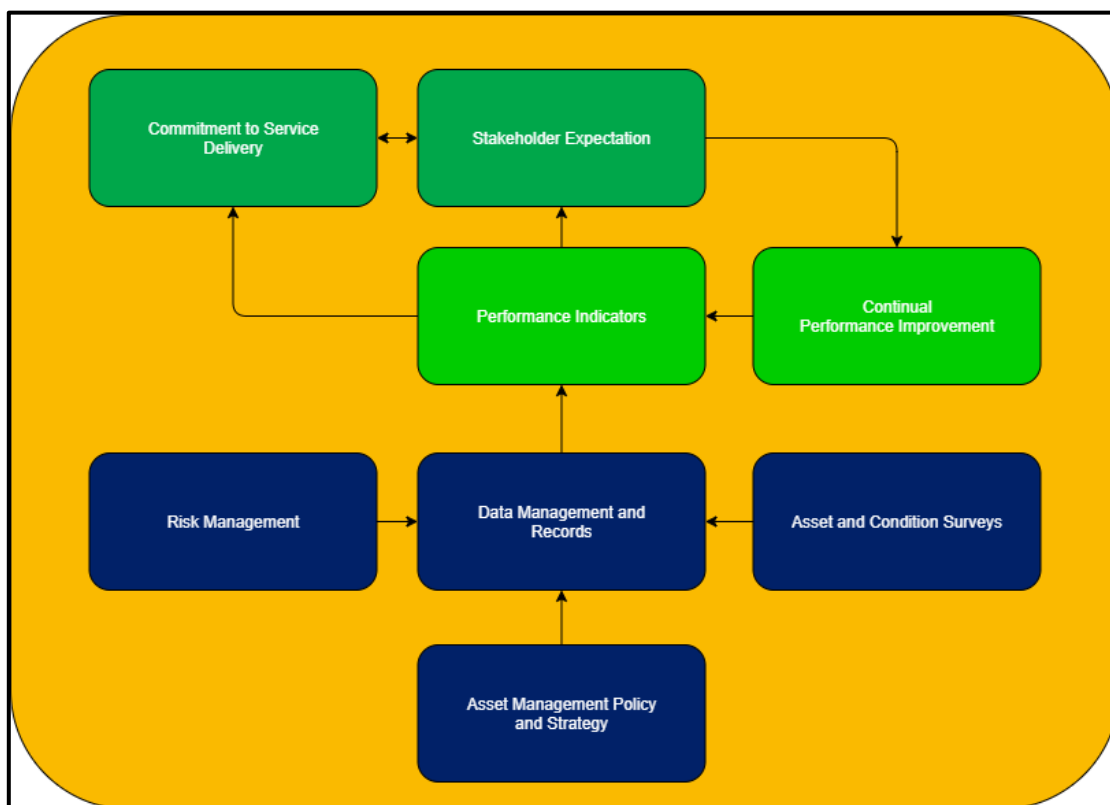 Commitment to Service
Delivery
Stakeholder Expectation
Performance Indicators
Continual
Performance Improvement
Risk Management
Data Management and
Records
Asset and Condition Surveys
Asset Management Policy
and Strategy